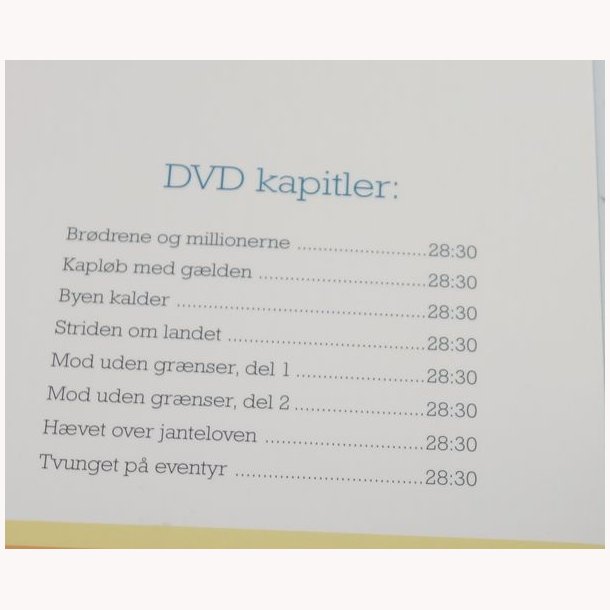 DVD kapitler:
Brødrene og millionerne ........................... 28:30
Kapløb med gælden ................................... 28:30
Byen kalder .................................................... 28:30
Striden om landet ......................................... 28:30
Mod uden grænser, del 1 ........................... 28:30
Mod uden grænser, del 2 ........................... 28:30
Hævet over janteloven ................................. 28:30
Tvunget på eventyr ....................................... 28:30